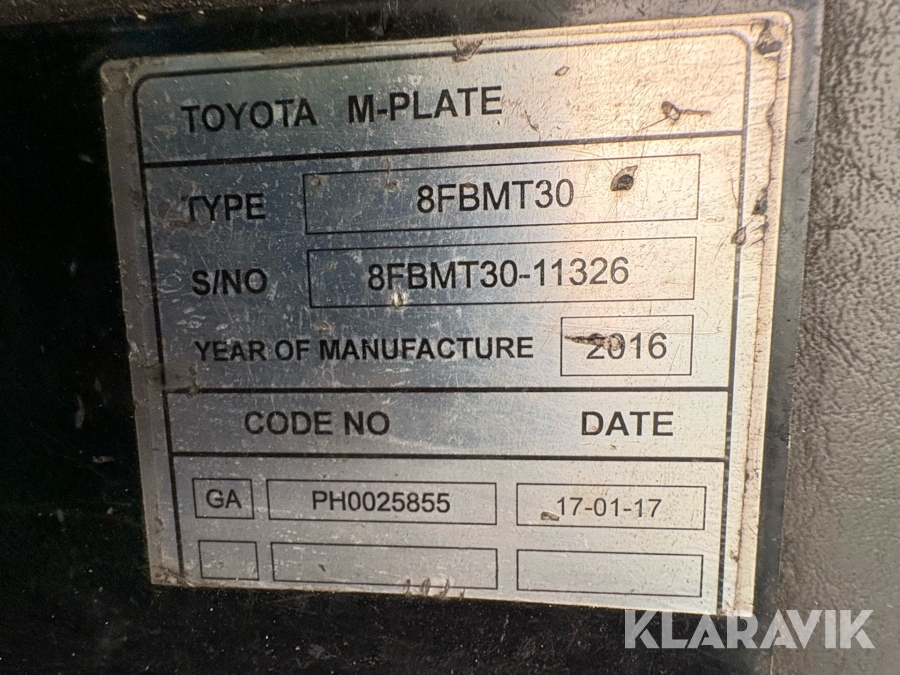 TOYOTA M-PLATE
TYPE 8FBMT30
S/NO 8FBMT30-11326
YEAR OF MANUFACTURE 2016
CODE NO DATE
GA PH0025855 17-01-17
KLARAVIK